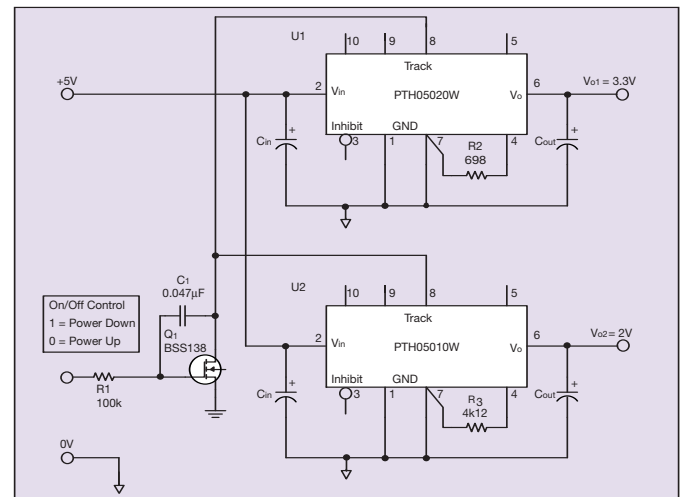 U1
10
9
8
5
Track
+5V
2
Vin
PTH05020W
Vo
6
Vo1 = 3.3V
Inhibit
GND
+
Cin
3
1
7
R2
698
4
+
Cout
U2
10
9
8
5
C1
0.047µF
Track
On/Off Control
1 = Power Down
0 = Power Up
Q1
BSS138
2
Vin
PTH05010W
Vo
6
Vo2= 2V
Inhibit
GND
R1
100k
+
Cin
3
1
7
R3
4k12
4
+
Cout
0V